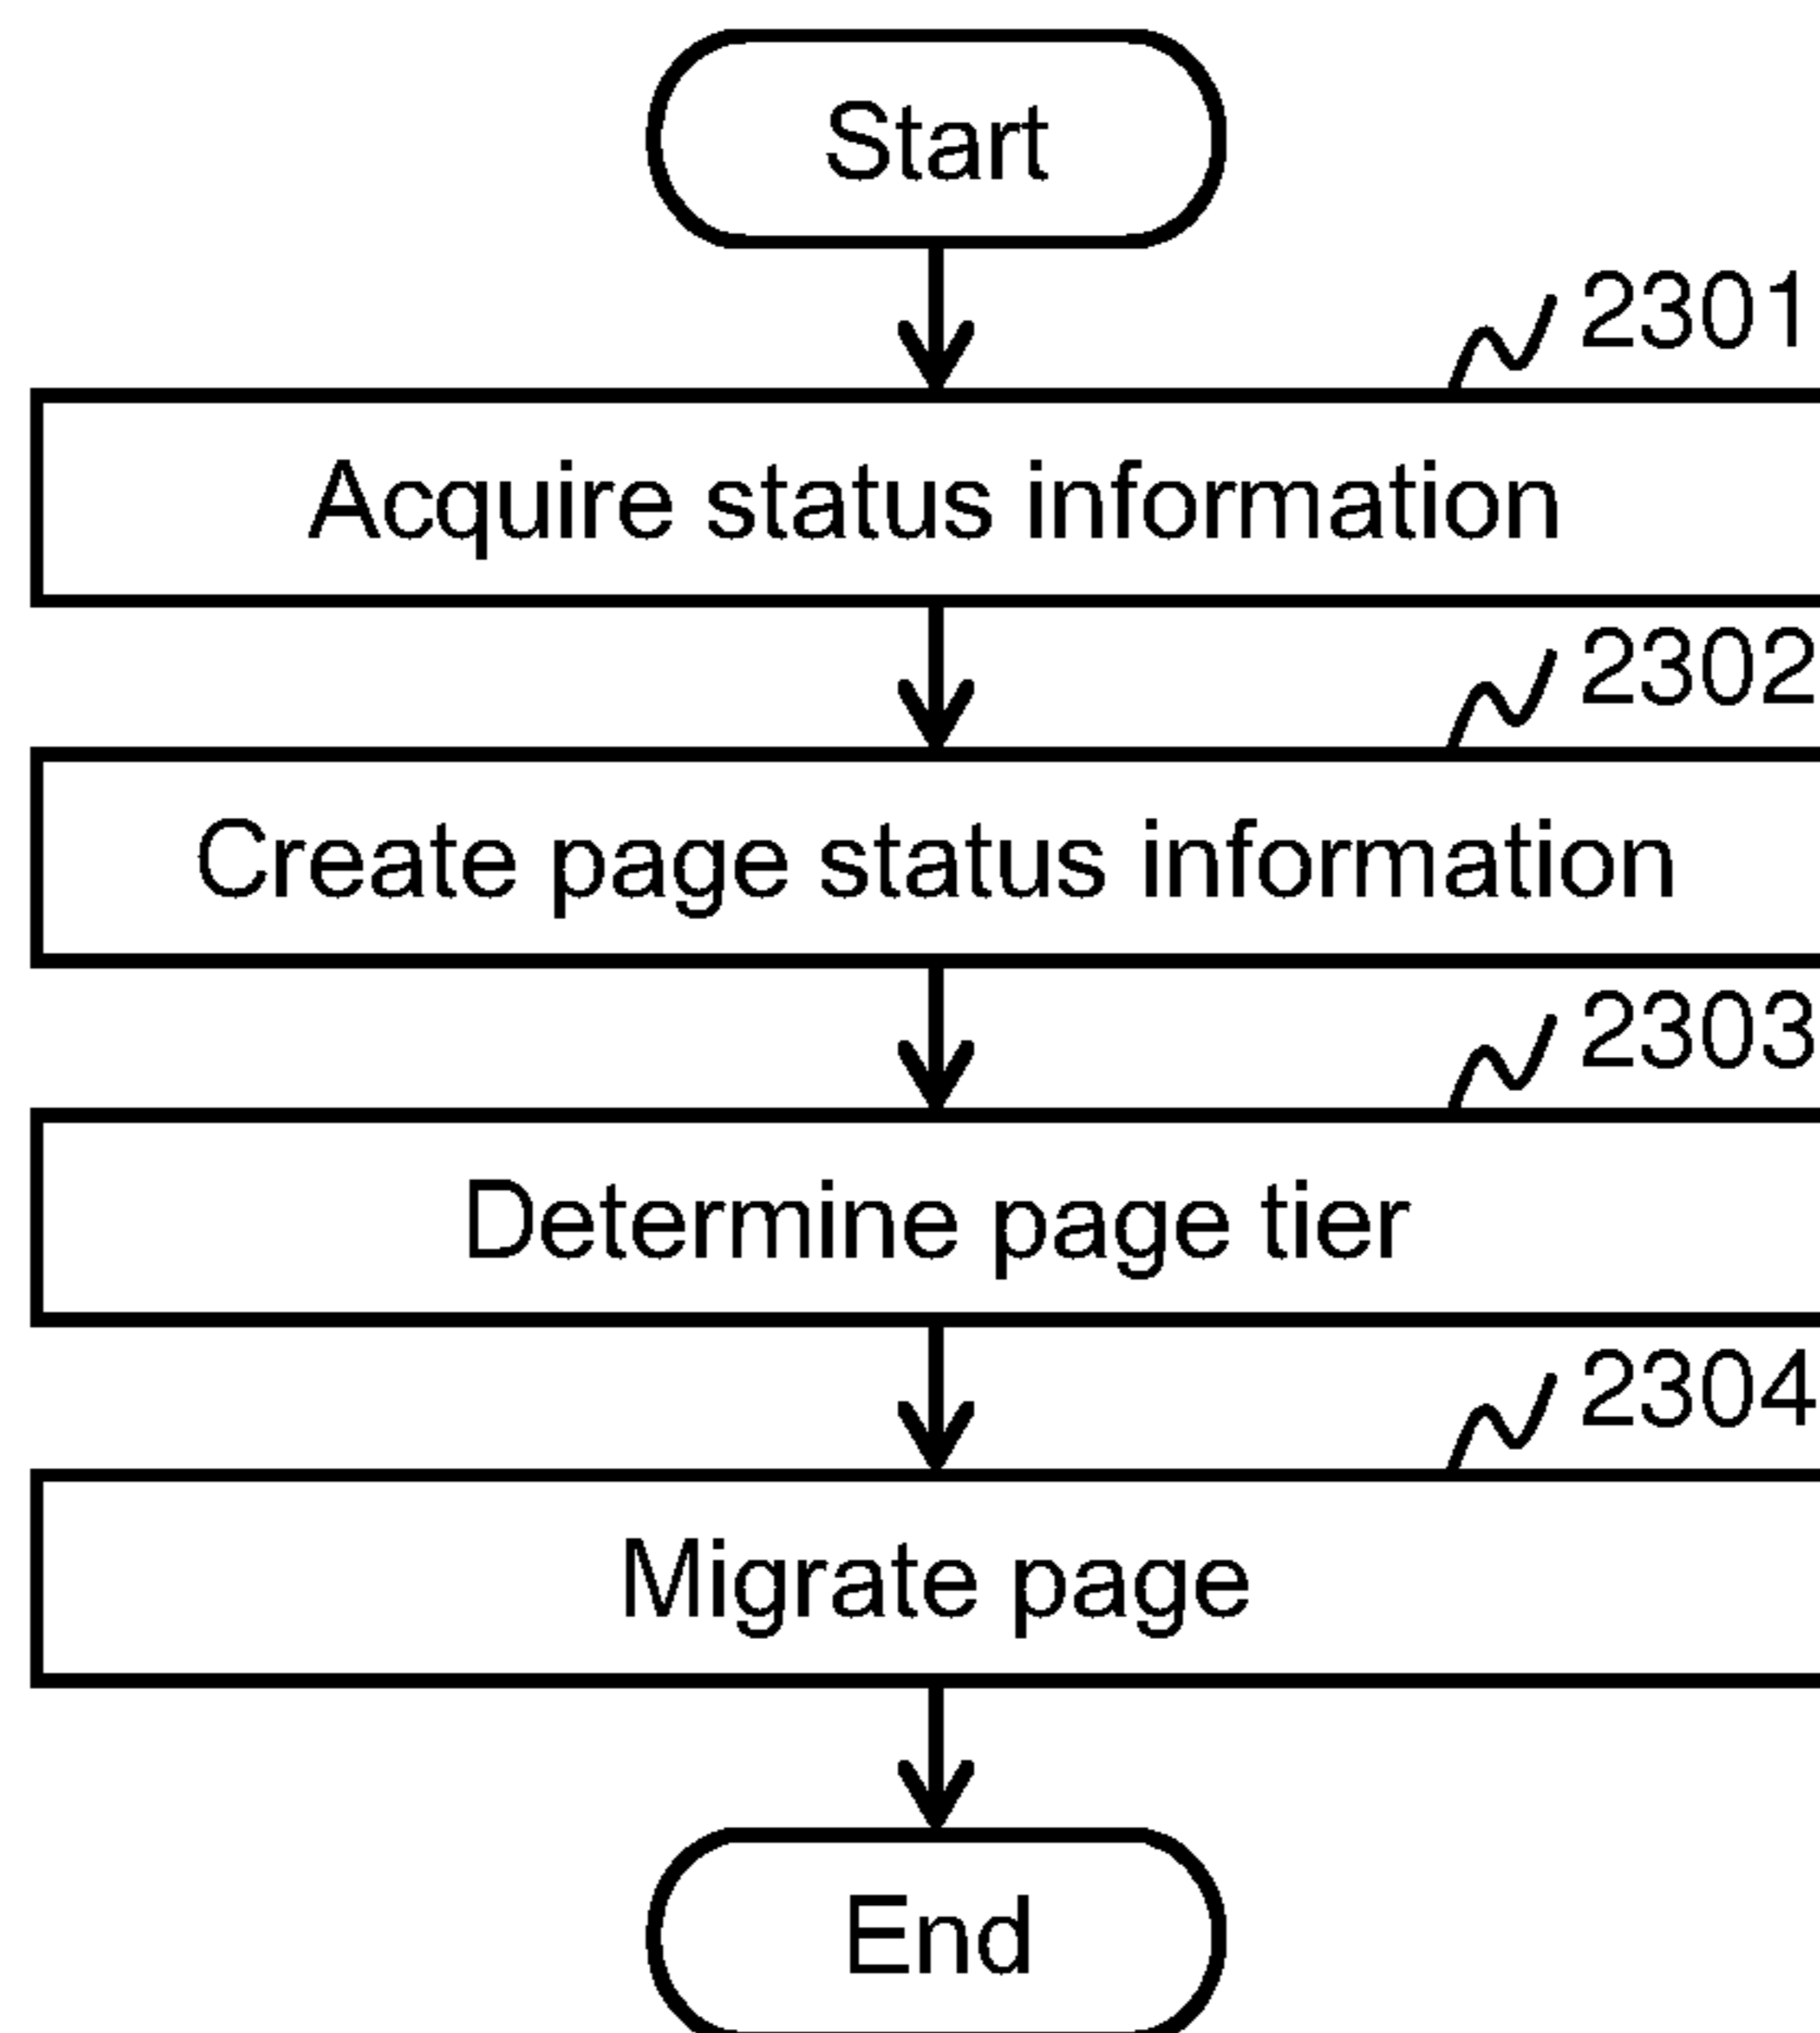 Start
2301
Acquire status information
2302
Create page status information
2303
Determine page tier
2304
Migrate page
End